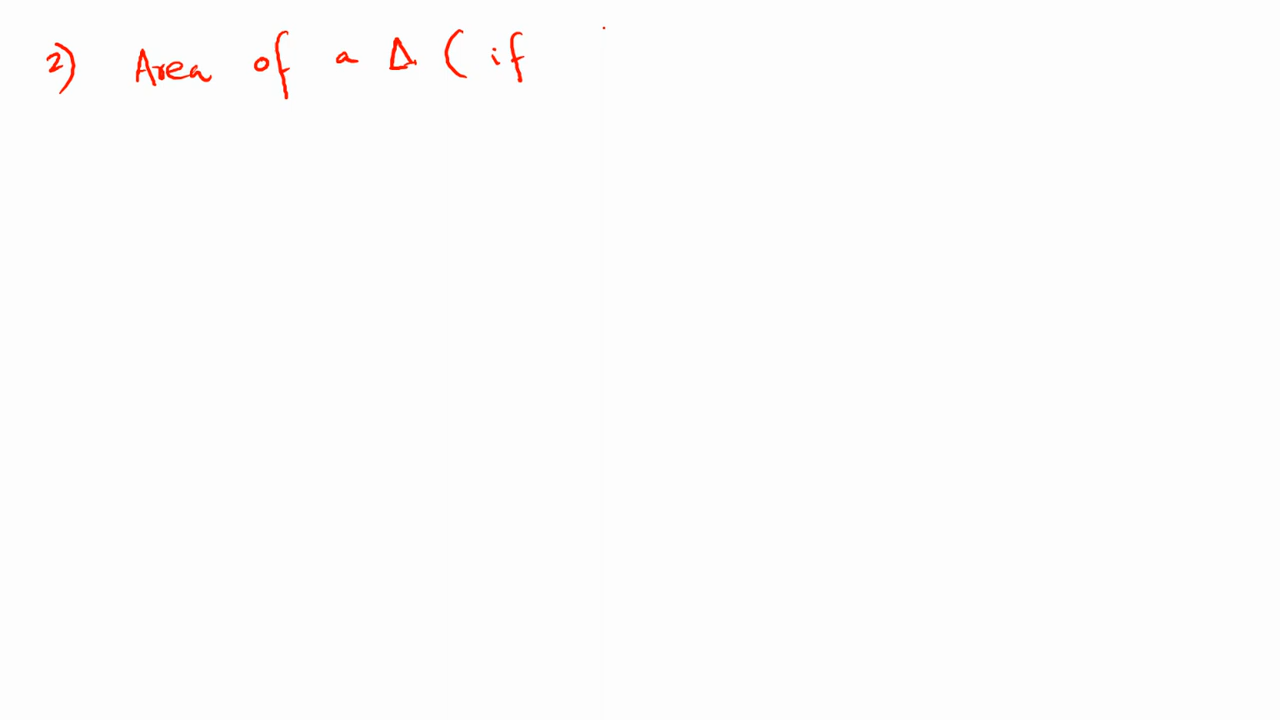 2) Area of a Δ ( if